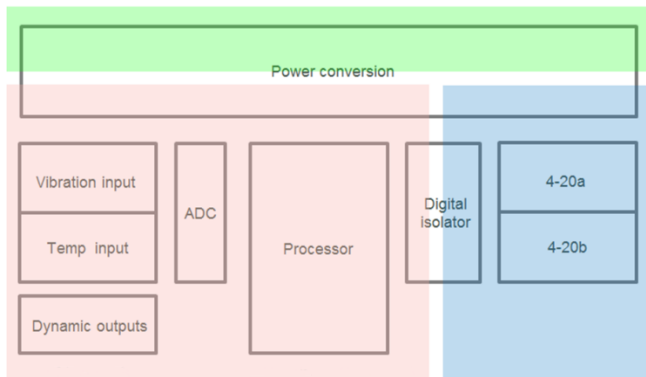 Power conversion
Vibration input
ADC
Temp input
Processor
Digital
isolator
4-20a
4-20b
Dynamic outputs